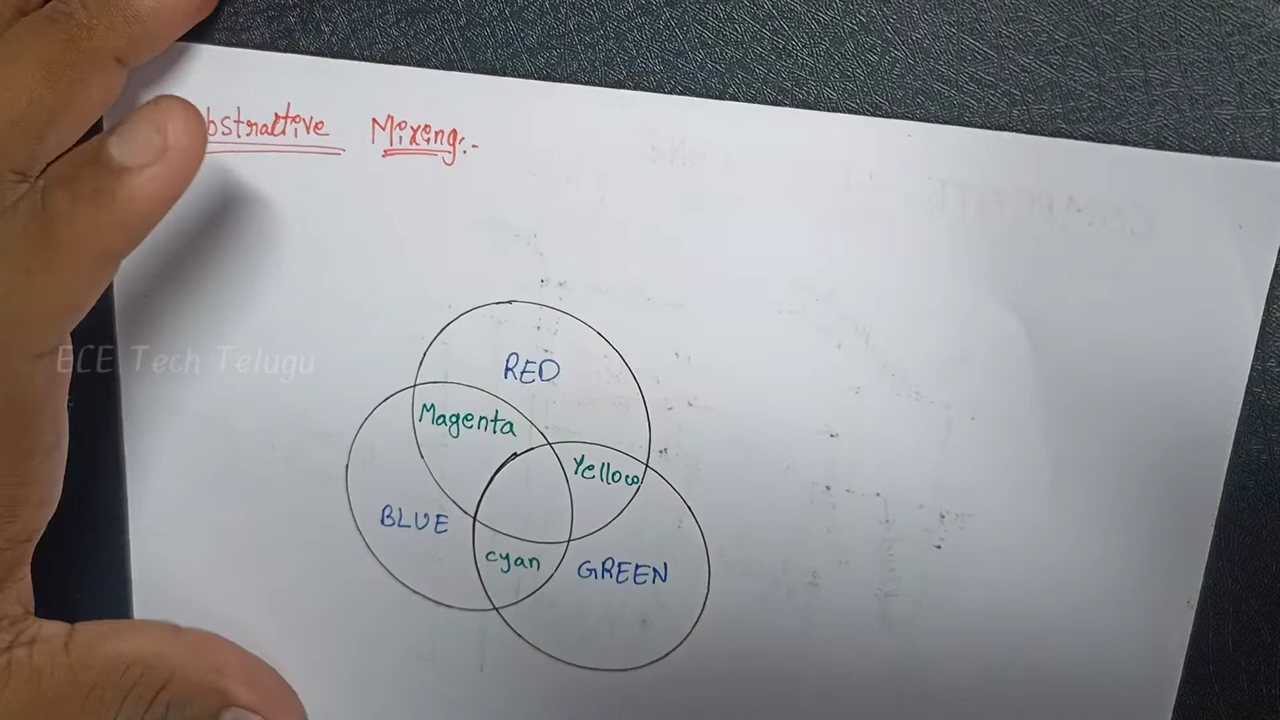 bstractive Mixing:-
ECE Tech Telugu
RED
Magenta
Yellow
BLUE
cyan
GREEN